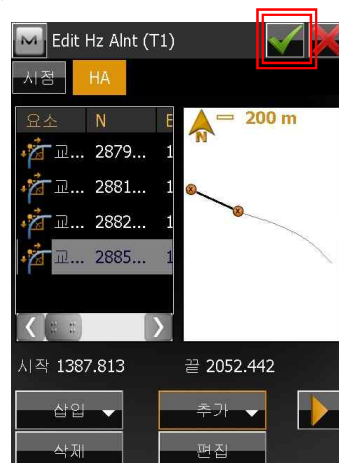 Edit Hz Alnt (T1)
시정 HA
요소 N E
교... 2879... 1
교... 2881... 1
교... 2882... 1
교... 2885... 1
200 m
N
시작 1387.813 끝 2052.442
삽입 추가
삭제 편집